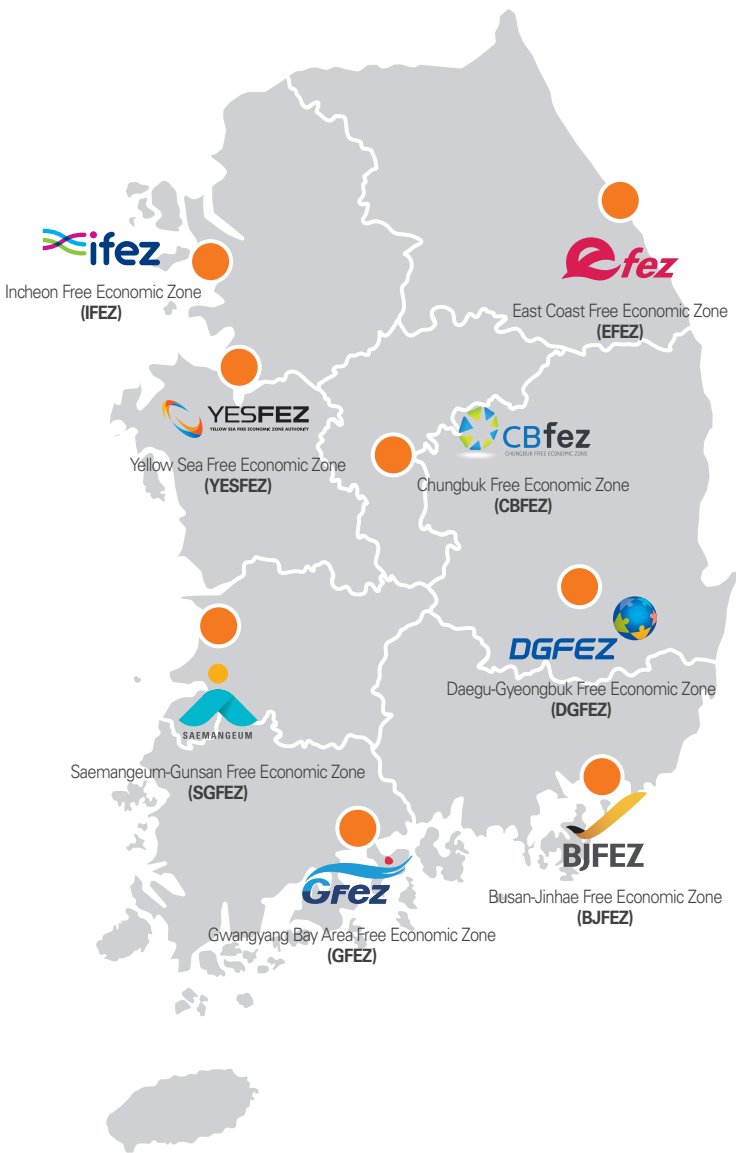 ifez
Incheon Free Economic Zone
(IFEZ)
efez
East Coast Free Economic Zone
(EFEZ)
YESFEZ
YELLOW SEA FREE ECONOMIC ZONE AUTHORITY
Yellow Sea Free Economic Zone
(YESFEZ)
CBfez
CHUNGBUK FREE ECONOMIC ZONE
Chungbuk Free Economic Zone
(CBFEZ)
DGFEZ
Daegu-Gyeongbuk Free Economic Zone
(DGFEZ)
SAEMANGEUM
Saemangeum-Gunsan Free Economic Zone
(SGFEZ)
BJFEZ
Busan-Jinhae Free Economic Zone
(BJFEZ)
GFez
Gwangyang Bay Area Free Economic Zone
(GFEZ)